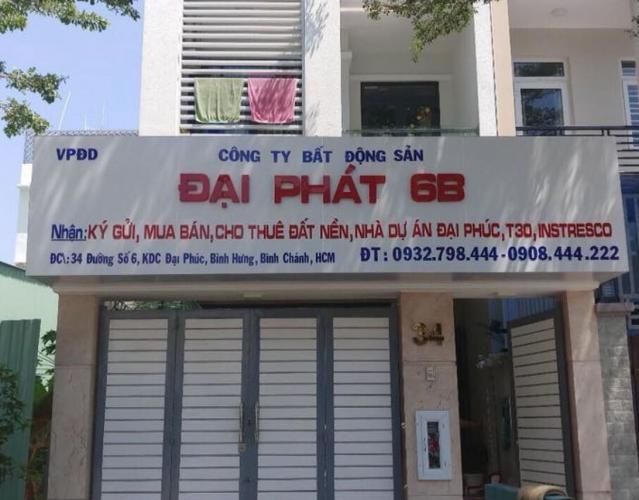 VPĐD
CÔNG TY BẤT ĐỘNG SẢN
ĐẠI PHÁT 6B
Nhận:KÝ GỬI, MUA BÁN,CHO THUÊ ĐẤT NỀN,NHÀ DỰ ÁN ĐẠI PHÚC,T30,INSTRESCO
ĐC\:34 Đường Số 6, KDC Đại Phúc, Bình Hưng, Bình Chánh, HCM ĐT: 0932.798.444-0908.444.222
34